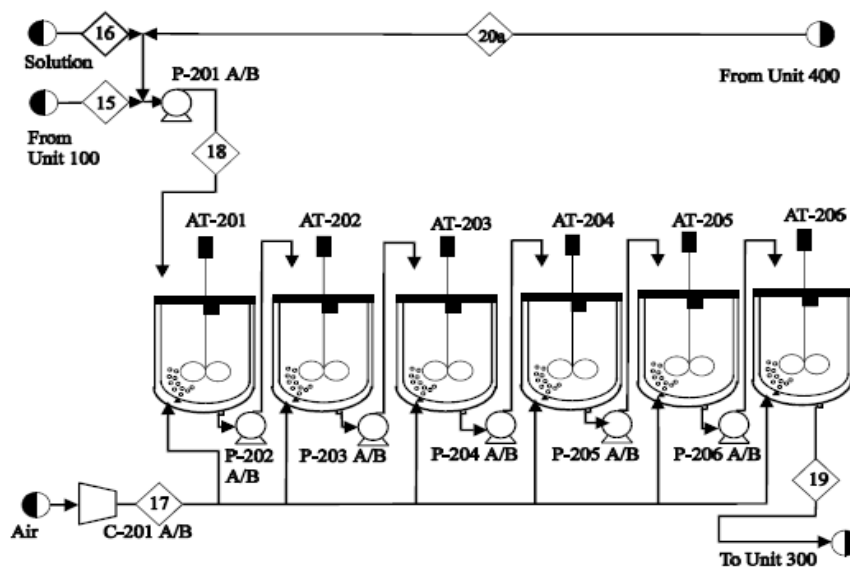 16
20a
Solution
P-201 A/B
From Unit 400
15
From
Unit 100
18
AT-201
AT-202
AT-203
AT-204
AT-205
AT-206
P-202
A/B
P-203 A/B
P-204 A/B
P-205 A/B
P-206 A/B
19
17
Air
C-201 A/B
To Unit 300